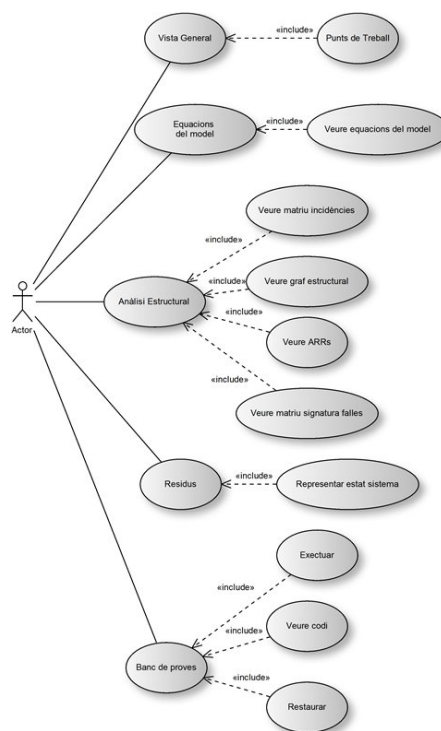 «include»
Vista General
Punts de Treball
Equacions
del model
«include»
Veure equacions del model
Veure matriu incidències
«include»
«include»
Veure graf estructural
Anàlisi Estructural
«include»
Actor
Veure ARRs
«include»
Veure matriu signatura falles
«include»
Residus
Representar estat sistema
Exectuar
«include»
«include»
Veure codi
Banc de proves
«include»
Restaurar